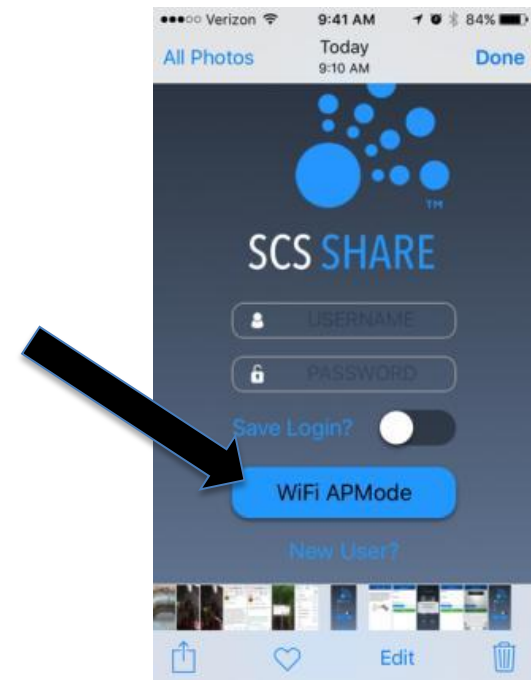 Verizon 9:41 AM 84%
All Photos Today Done
9:10 AM
TM
SCS SHARE
USERNAME
PASSWORD
Save Login?
WiFi APMode
New User?
Edit